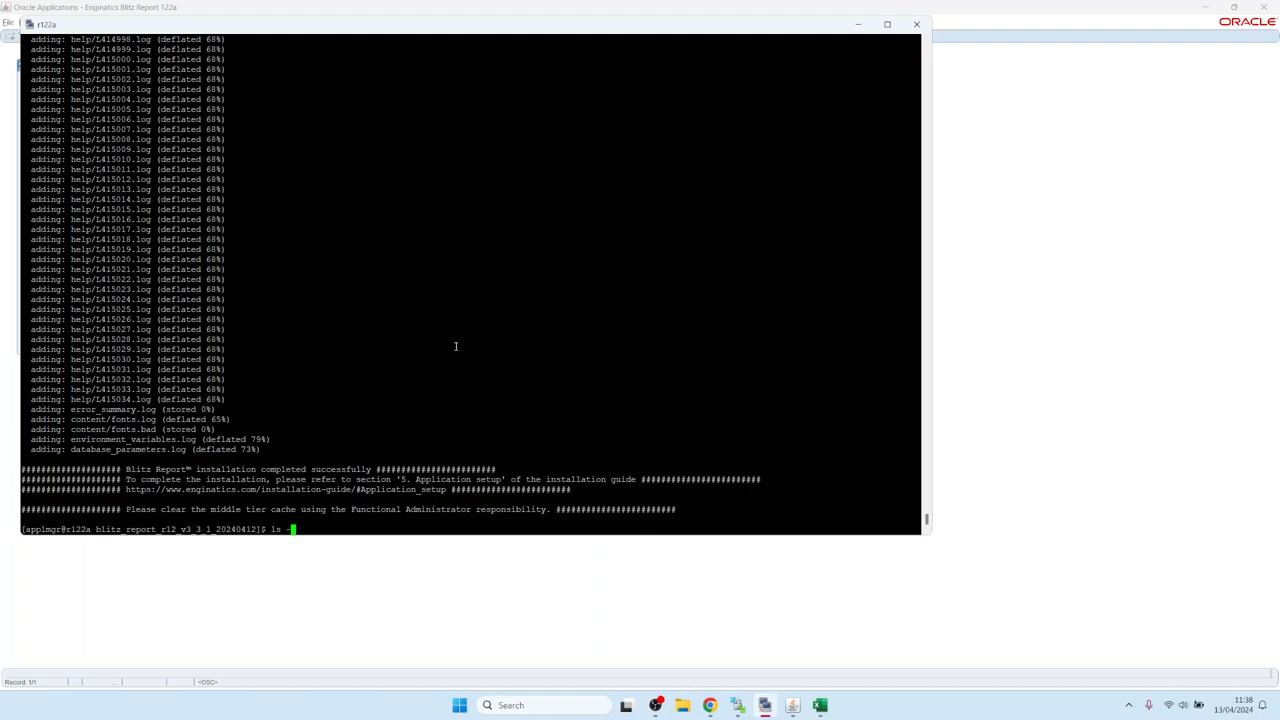 Oracle Applications - Enginatics Blitz Report 122a
File
ORACLE
r122a
adding: help/L414998.log (deflated 68%)
adding: help/L414999.log (deflated 68%)
adding: help/L415000.log (deflated 68%)
adding: help/L415001.log (deflated 68%)
adding: help/L415002.log (deflated 68%)
adding: help/L415003.log (deflated 68%)
adding: help/L415004.log (deflated 68%)
adding: help/L415005.log (deflated 68%)
adding: help/L415006.log (deflated 68%)
adding: help/L415007.log (deflated 68%)
adding: help/L415008.log (deflated 68%)
adding: help/L415009.log (deflated 68%)
adding: help/L415010.log (deflated 68%)
adding: help/L415011.log (deflated 68%)
adding: help/L415012.log (deflated 68%)
adding: help/L415013.log (deflated 68%)
adding: help/L415014.log (deflated 68%)
adding: help/L415015.log (deflated 68%)
adding: help/L415016.log (deflated 68%)
adding: help/L415017.log (deflated 68%)
adding: help/L415018.log (deflated 68%)
adding: help/L415019.log (deflated 68%)
adding: help/L415020.log (deflated 68%)
adding: help/L415021.log (deflated 68%)
adding: help/L415022.log (deflated 68%)
adding: help/L415023.log (deflated 68%)
adding: help/L415024.log (deflated 68%)
adding: help/L415025.log (deflated 68%)
adding: help/L415026.log (deflated 68%)
adding: help/L415027.log (deflated 68%)
adding: help/L415028.log (deflated 68%)
adding: help/L415029.log (deflated 68%)
adding: help/L415030.log (deflated 68%)
adding: help/L415031.log (deflated 68%)
adding: help/L415032.log (deflated 68%)
adding: help/L415033.log (deflated 68%)
adding: help/L415034.log (deflated 68%)
adding: error_summary.log (stored 0%)
adding: content/fonts.log (deflated 65%)
adding: content/fonts.bad (stored 0%)
adding: environment_variables.log (deflated 79%)
adding: database_parameters.log (deflated 73%)
#################### Blitz Report™ installation completed successfully ########################
#################### To complete the installation, please refer to section '5. Application setup' of the installation guide ########################
#################### https://www.enginatics.com/installation-guide/#Application_setup ########################
#################### Please clear the middle tier cache using the Functional Administrator responsibility. ########################
[applmgr@r122a blitz_report_r12_v3_3_1_20240412]$ ls -
Record: 1/1 ... <OSC>
Search
11:38
13/04/2024